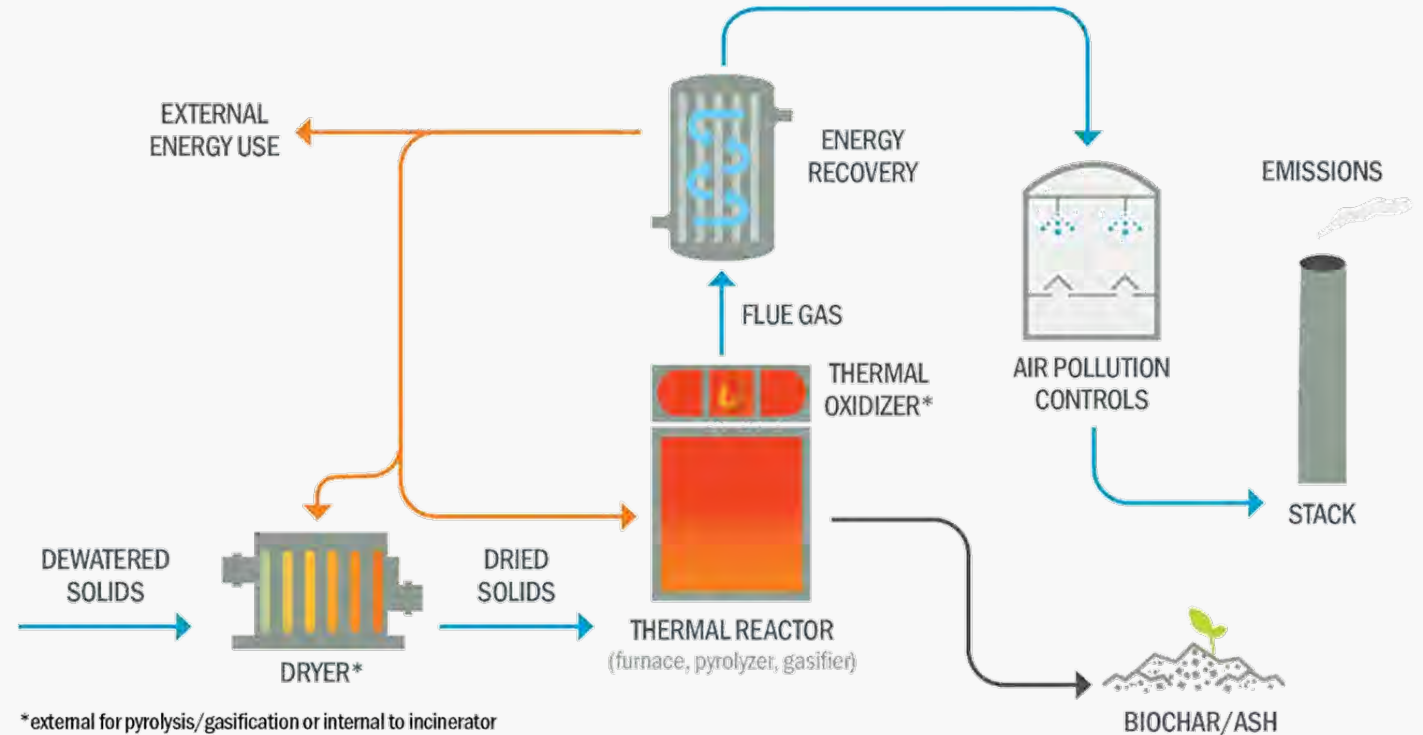 EXTERNAL
ENERGY USE
ENERGY
RECOVERY
EMISSIONS
FLUE GAS
THERMAL
OXIDIZER*
AIR POLLUTION
CONTROLS
STACK
DEWATERED
SOLIDS
DRIED
SOLIDS
DRYER*
THERMAL REACTOR
(furnace, pyrolyzer, gasifier)
BIOCHAR/ASH
*external for pyrolysis/gasification or internal to incinerator